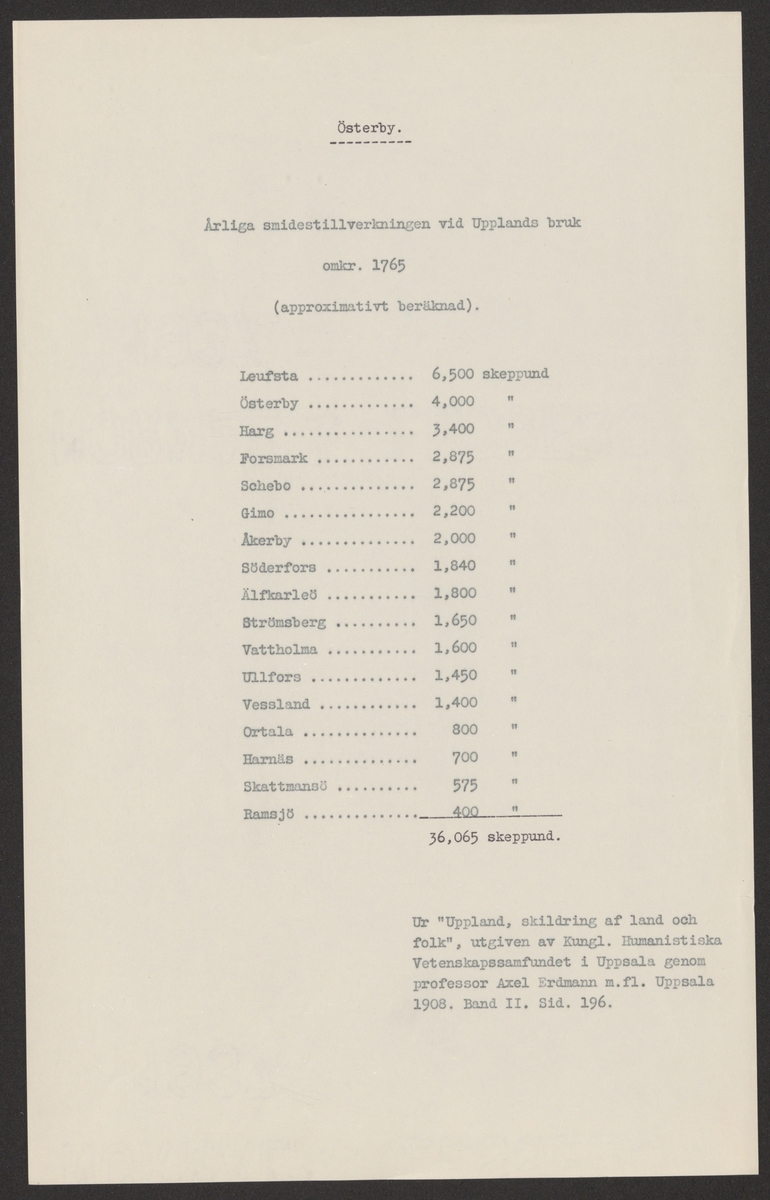 Österby.
Årliga smidestillverkningen vid Upplands bruk
omkr. 1765
(approximativt beräknad).
Leufsta ............. 6,500 skeppund
Österby ............. 4,000 "
Harg ................ 3,400 "
Forsmark ............ 2,875 "
Schebo .............. 2,875 "
Gimo ................ 2,200 "
Åkerby .............. 2,000 "
Söderfors ........... 1,840 "
Älfkarleö ........... 1,800 "
Strömsberg .......... 1,650 "
Vattholma ........... 1,600 "
Ullfors ............. 1,450 "
Vessland ............ 1,400 "
Ortala .............. 800 "
Harnäs .............. 700 "
Skattmansö .......... 575 "
Ramsjö .............. 400 "
36,065 skeppund.
Ur "Uppland, skildring af land och
folk", utgiven av Kungl. Humanistiska
Vetenskapssamfundet i Uppsala genom
professor Axel Erdmann m.fl. Uppsala
1908. Band II. Sid. 196.